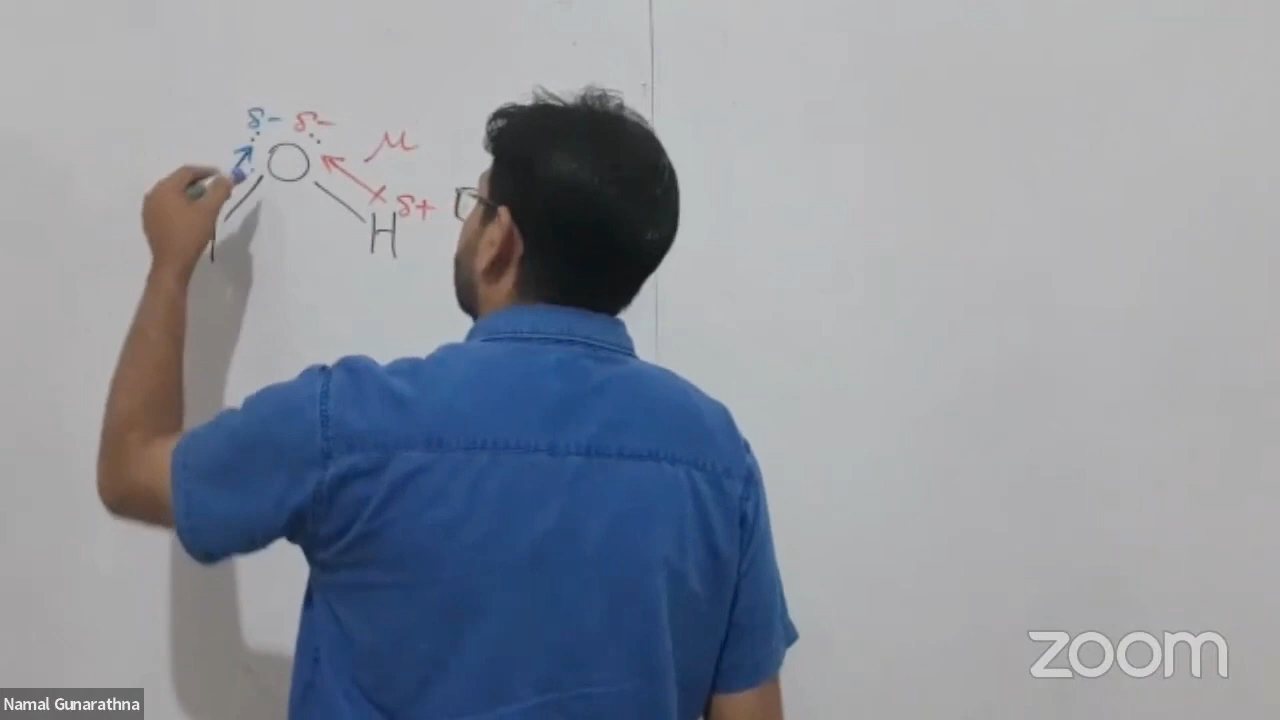 δ- δ-
μ
O
δ+
H
zoom
Namal Gunarathna